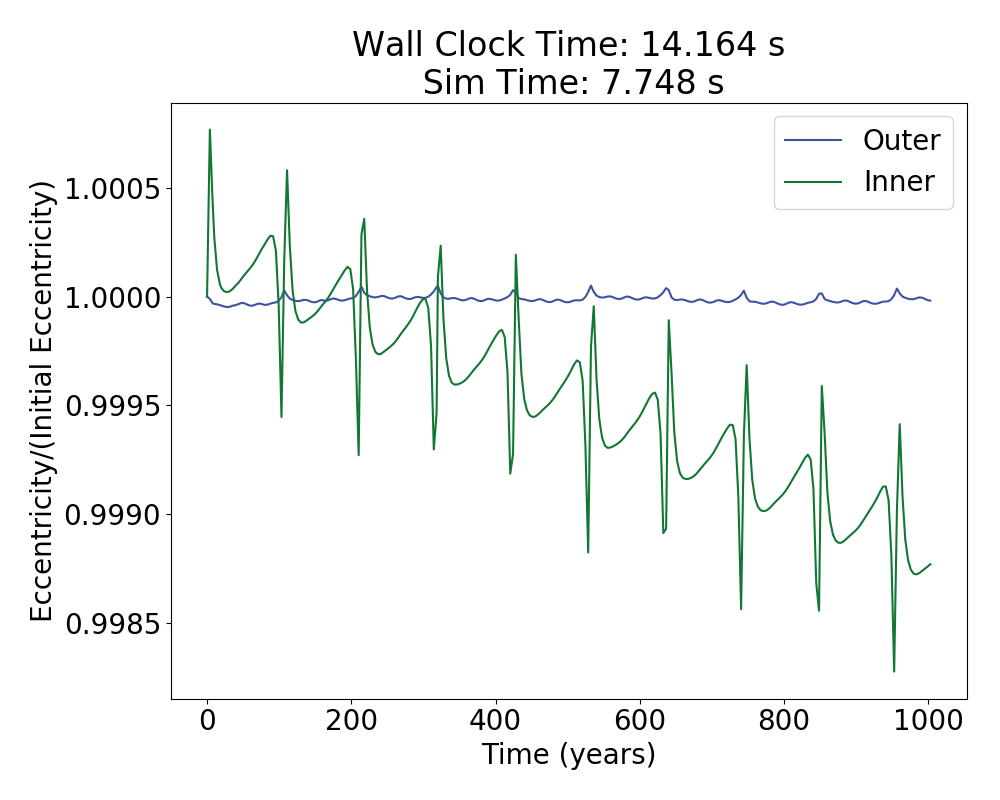 Wall Clock Time: 14.164 s
Sim Time: 7.748 s
Outer
Inner
Eccentricity/(Initial Eccentricity)
1.0005
1.0000
0.9995
0.9990
0.9985
0 200 400 600 800 1000
Time (years)